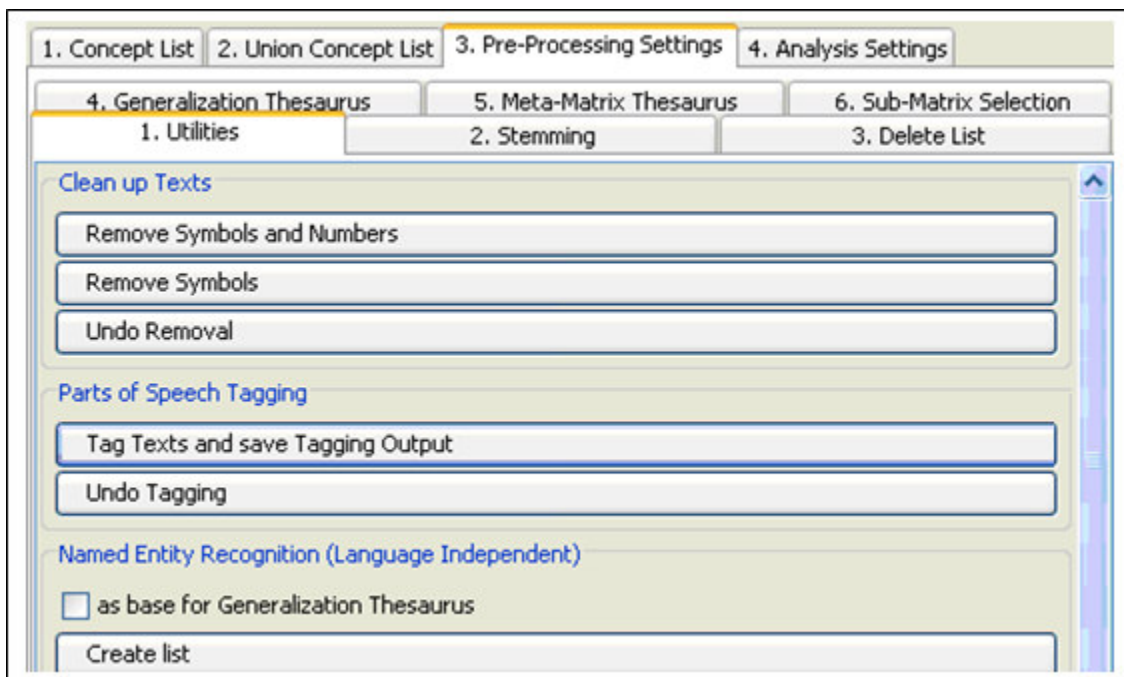 1. Concept List 2. Union Concept List 3. Pre-Processing Settings 4. Analysis Settings
4. Generalization Thesaurus 5. Meta-Matrix Thesaurus 6. Sub-Matrix Selection
1. Utilities 2. Stemming 3. Delete List
Clean up Texts
Remove Symbols and Numbers
Remove Symbols
Undo Removal
Parts of Speech Tagging
Tag Texts and save Tagging Output
Undo Tagging
Named Entity Recognition (Language Independent)
as base for Generalization Thesaurus
Create list